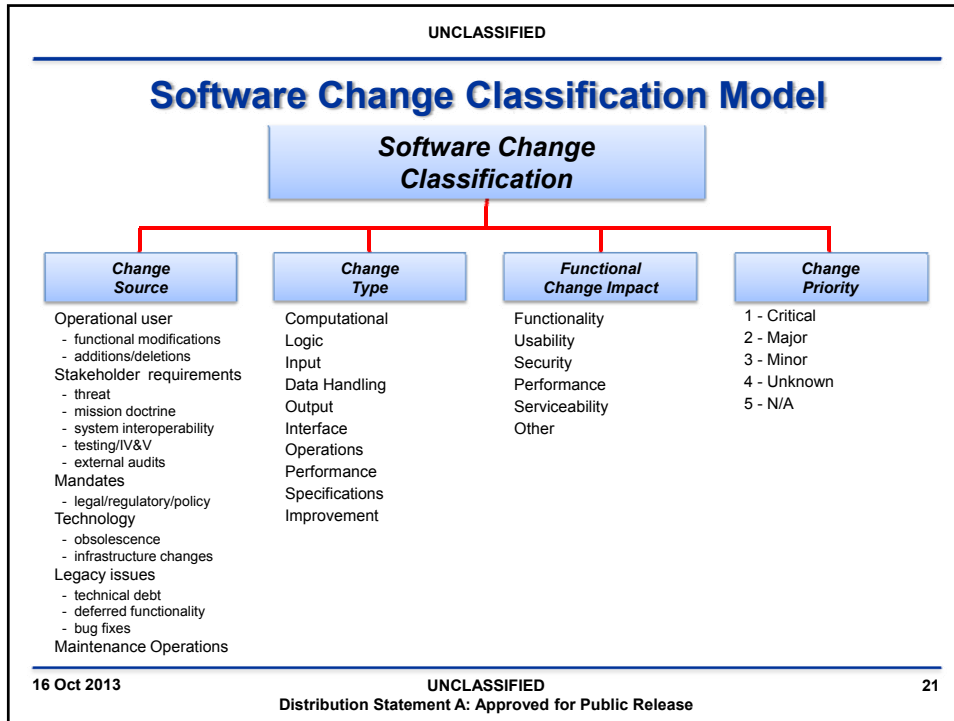 UNCLASSIFIED
Software Change Classification Model
Software Change
Classification
Change
Source
Operational user
- functional modifications
- additions/deletions
Stakeholder requirements
- threat
- mission doctrine
- system interoperability
- testing/IV&V
- external audits
Mandates
- legal/regulatory/policy
Technology
- obsolescence
- infrastructure changes
Legacy issues
- technical debt
- deferred functionality
- bug fixes
Maintenance Operations
Change
Type
Computational
Logic
Input
Data Handling
Output
Interface
Operations
Performance
Specifications
Improvement
Functional
Change Impact
Functionality
Usability
Security
Performance
Serviceability
Other
Change
Priority
1 - Critical
2 - Major
3 - Minor
4 - Unknown
5 - N/A
16 Oct 2013
UNCLASSIFIED
Distribution Statement A: Approved for Public Release
21